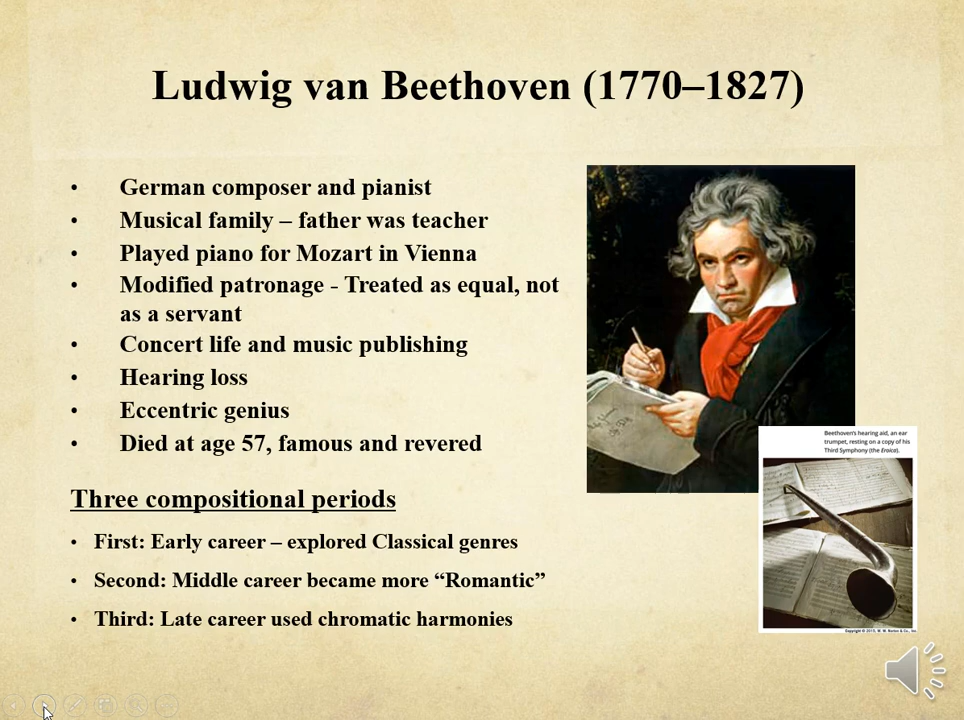 Ludwig van Beethoven (1770–1827)
• German composer and pianist
• Musical family – father was teacher
• Played piano for Mozart in Vienna
• Modified patronage - Treated as equal, not
as a servant
• Concert life and music publishing
• Hearing loss
• Eccentric genius
• Died at age 57, famous and revered
Three compositional periods
• First: Early career – explored Classical genres
• Second: Middle career became more “Romantic”
• Third: Late career used chromatic harmonies
Beethoven's hearing aid, an ear
trumpet, resting on a copy of his
Third Symphony (the Eroica).